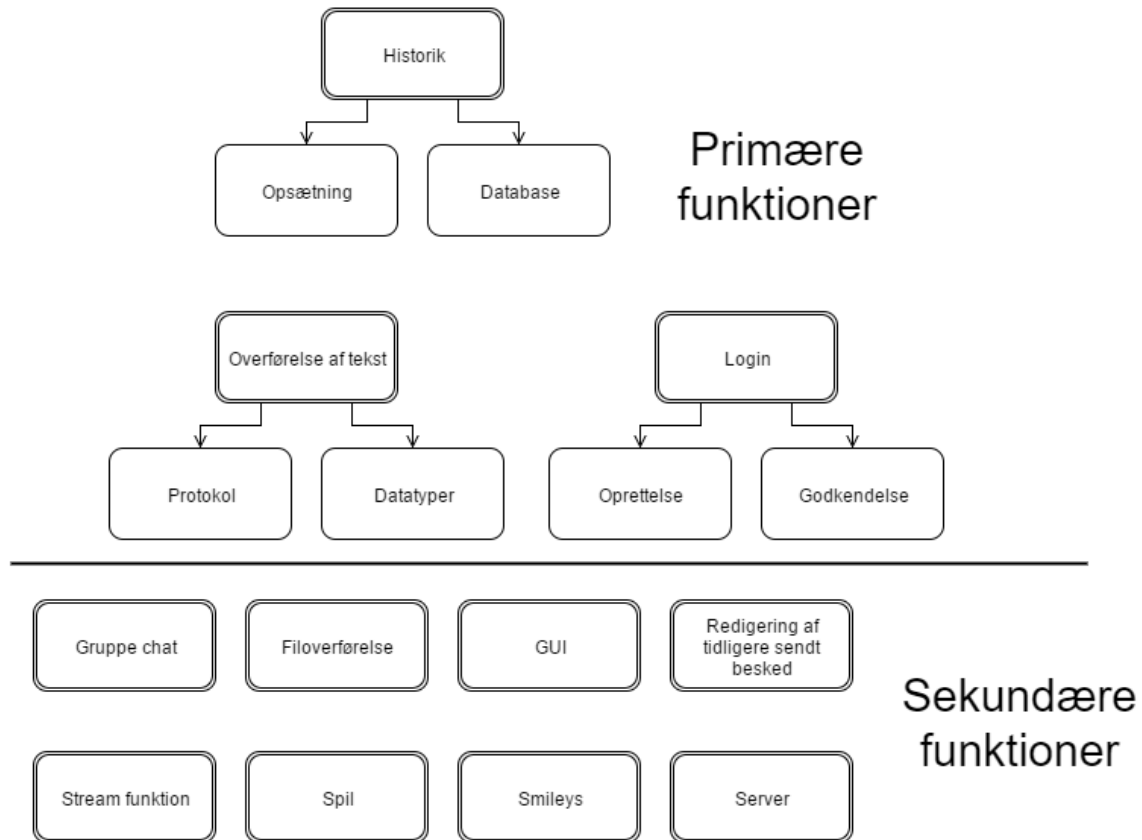 Historik
Opsætning
Database
Primære
funktioner
Overførelse af tekst
Login
Protokol
Datatyper
Oprettelse
Godkendelse
Gruppe chat
Filoverførelse
GUI
Redigering af
tidligere sendt
besked
Sekundære
funktioner
Stream funktion
Spil
Smileys
Server